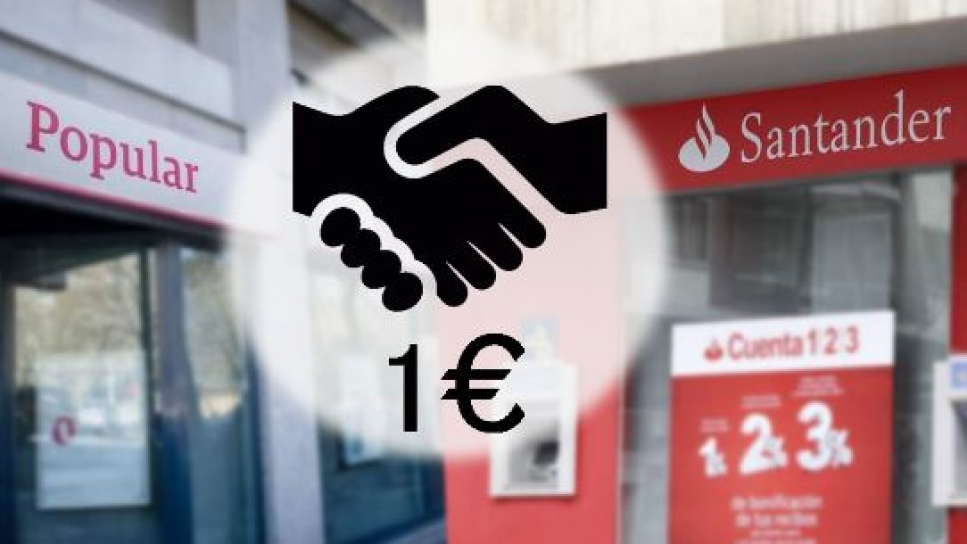 Popular
Santander
1€
Cuenta 1 2 3
1% 2% 3%
de bonificación
de tus recibos